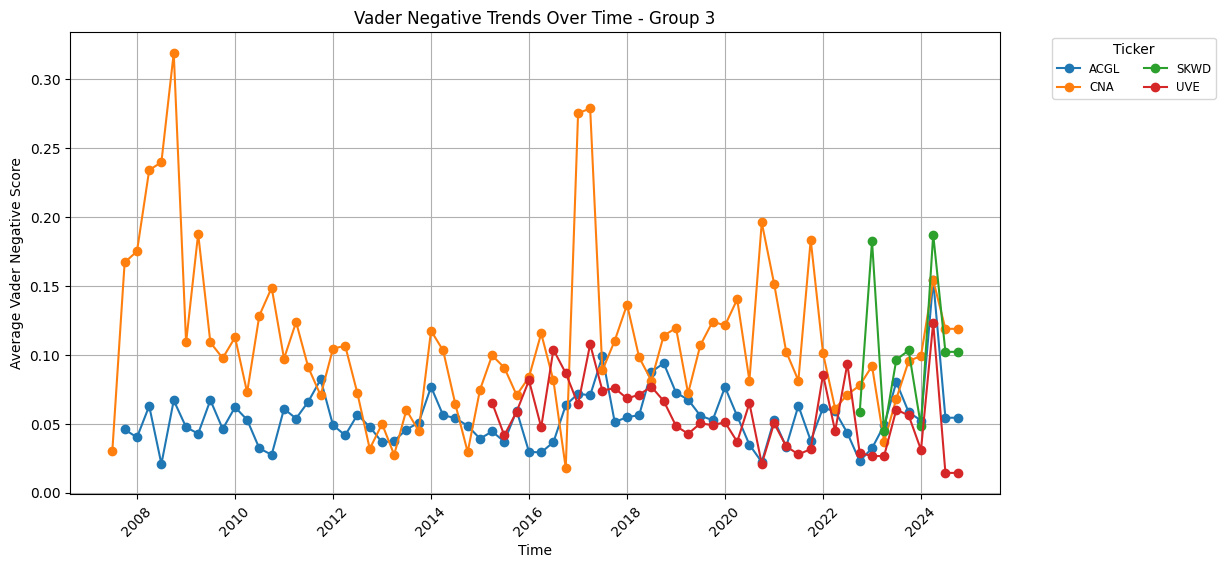 Vader Negative Trends Over Time - Group 3
Ticker
ACGL
CNA
SKWD
UVE
Average Vader Negative Score
0.30
0.25
0.20
0.15
0.10
0.05
0.00
2008
2010
2012
2014
2016
2018
2020
2022
2024
Time